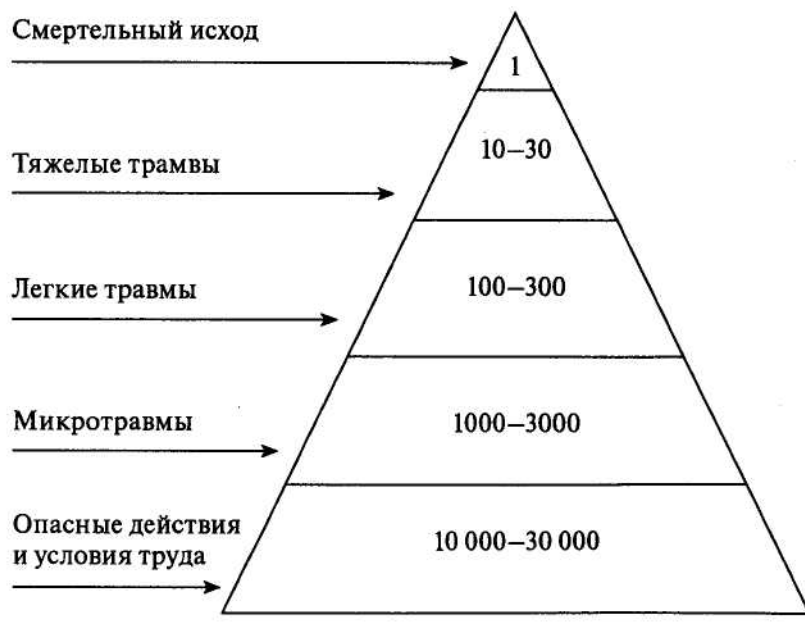 Смертельный исход
1
Тяжелые трамвы
10–30
Легкие травмы
100–300
Микротравмы
1000–3000
Опасные действия
и условия труда
10 000–30 000